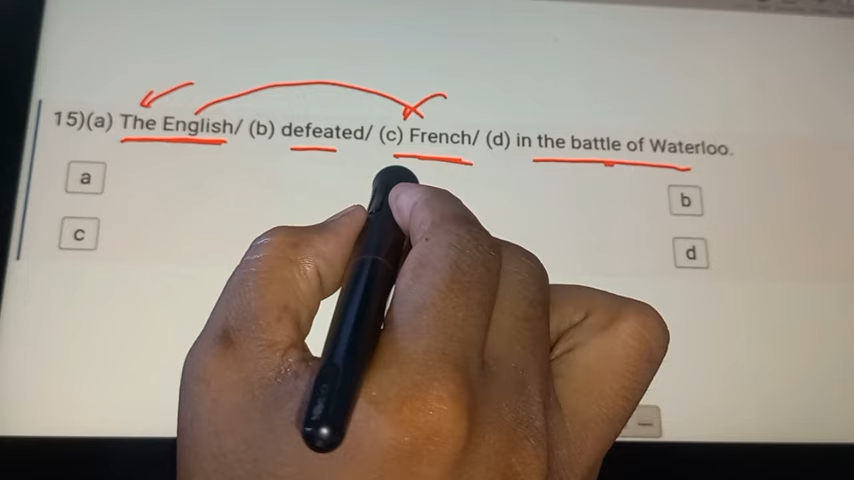 15)(a) The English/ (b) defeated/ (c) French/ (d) in the battle of Waterloo.
a
b
c
d